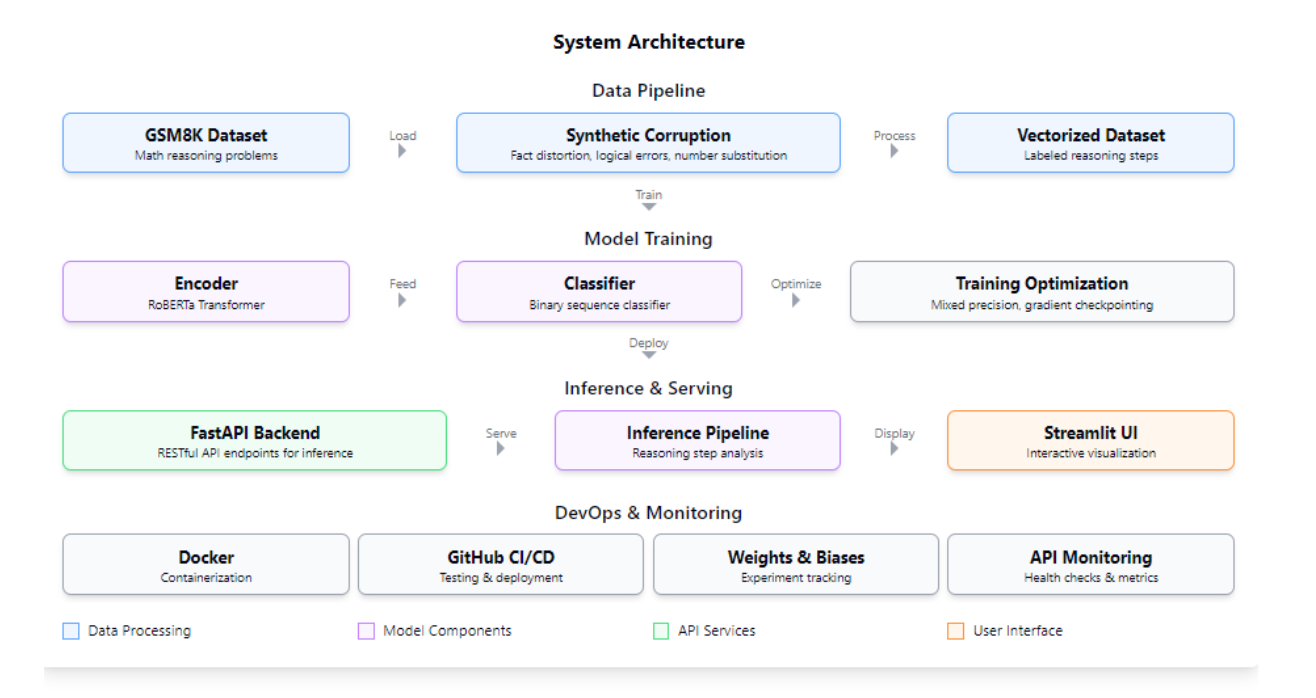 System Architecture
Data Pipeline
GSM8K Dataset
Math reasoning problems
Load
Synthetic Corruption
Fact distortion, logical errors, number substitution
Process
Vectorized Dataset
Labeled reasoning steps
Train
Model Training
Encoder
RoBERTa Transformer
Feed
Classifier
Binary sequence classifier
Optimize
Training Optimization
Mixed precision, gradient checkpointing
Deploy
Inference & Serving
FastAPI Backend
RESTful API endpoints for inference
Serve
Inference Pipeline
Reasoning step analysis
Display
Streamlit UI
Interactive visualization
DevOps & Monitoring
Docker
Containerization
GitHub CI/CD
Testing & deployment
Weights & Biases
Experiment tracking
API Monitoring
Health checks & metrics
Data Processing
Model Components
API Services
User Interface